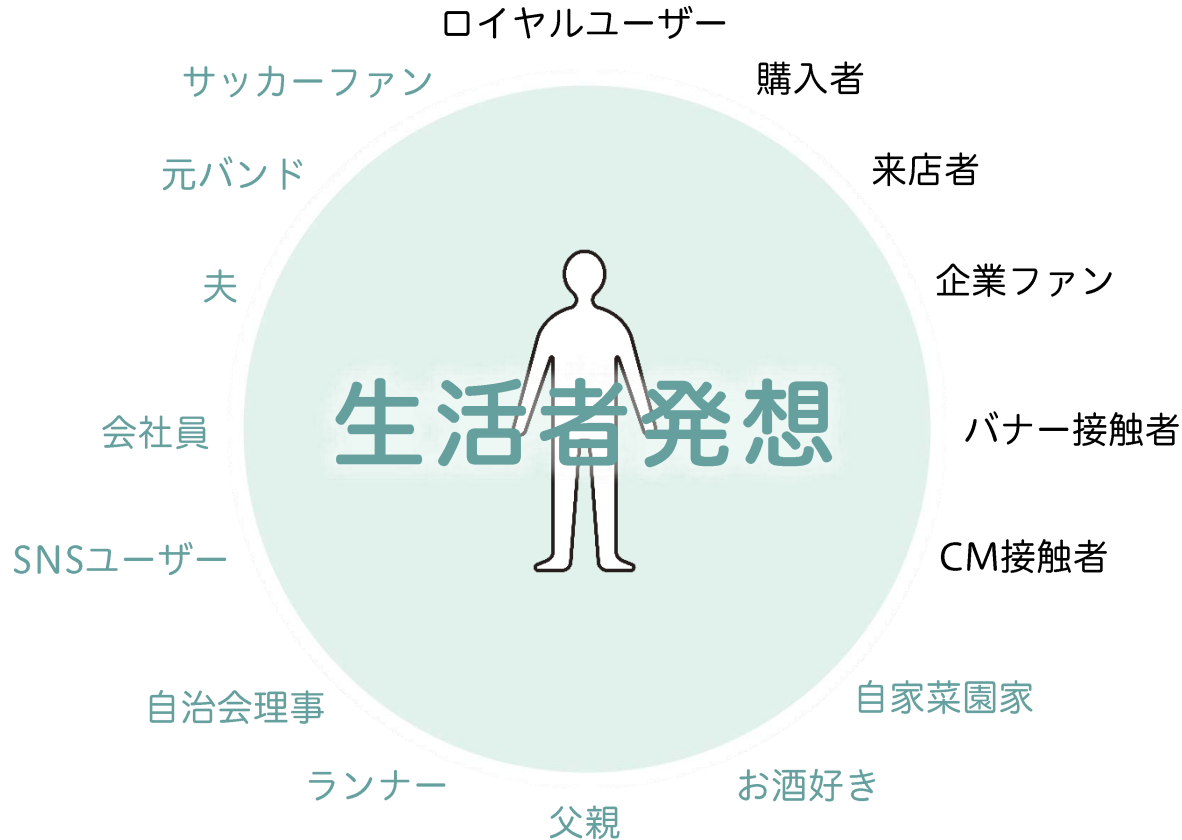 ロイヤルユーザー
サッカーファン
購入者
元バンド
来店者
夫
企業ファン
生活者発想
会社員
バナー接触者
SNSユーザー
CM接触者
自治会理事
自家菜園家
ランナー
お酒好き
父親